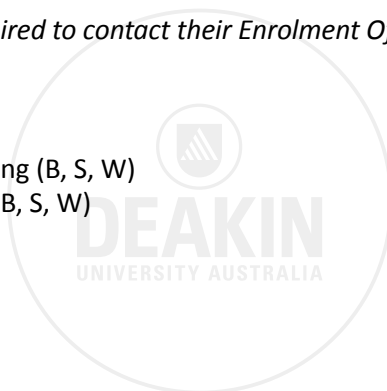 ired to contact their Enrolment O
ng (B, S, W)
B, S, W)
DEAKIN
UNIVERSITY AUSTRALIA